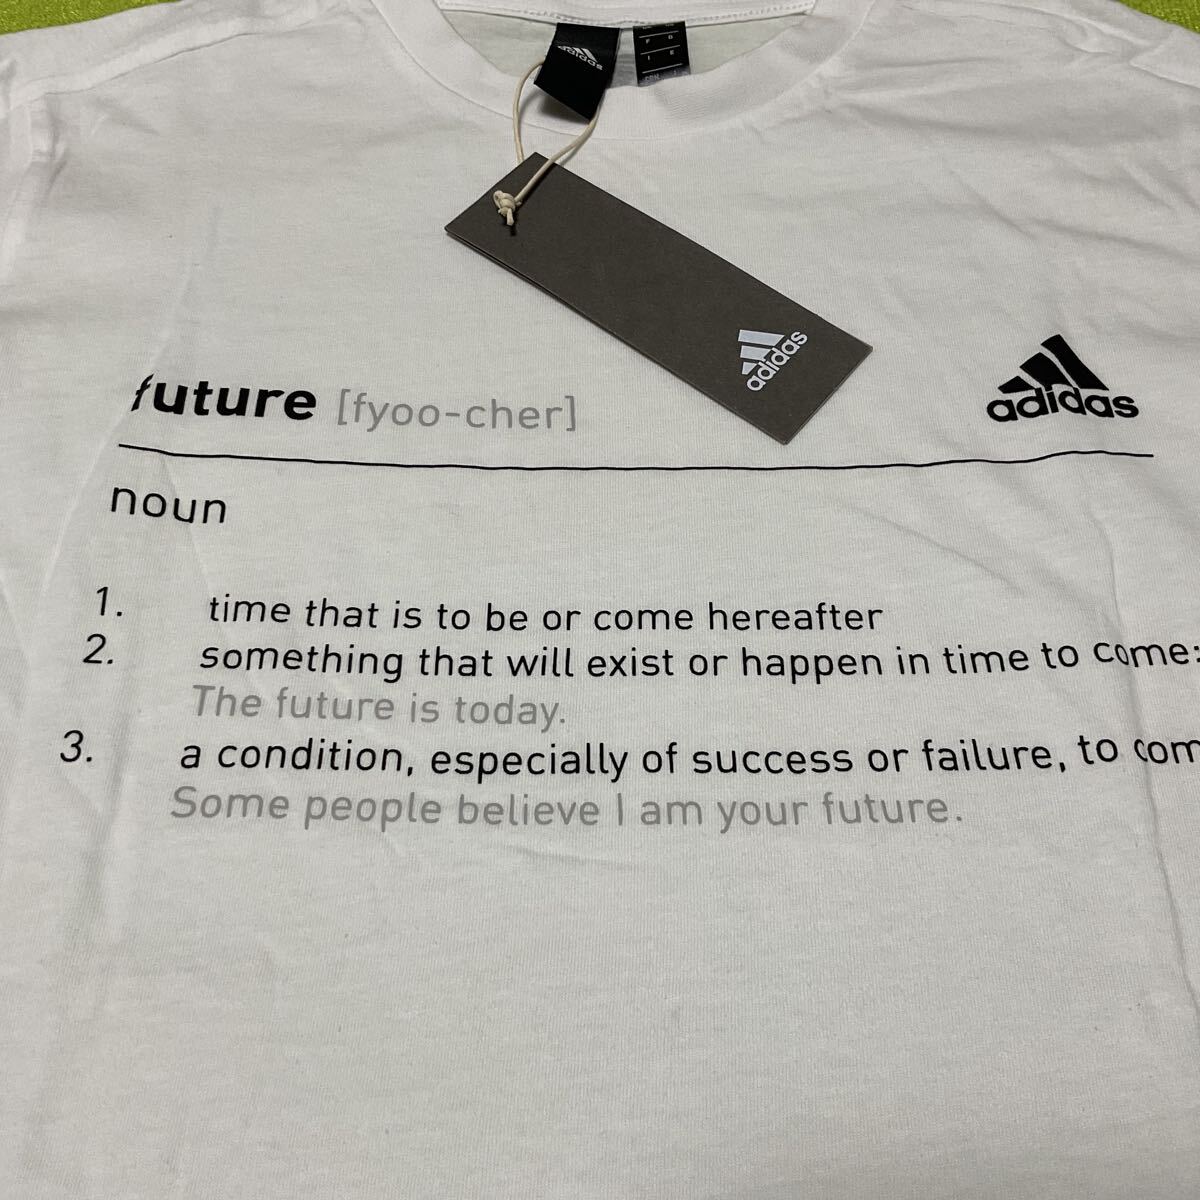 adidas
F D
I E
adidas
future [fyoo-cher]
adidas
noun
1. time that is to be or come hereafter
2. something that will exist or happen in time to come:
The future is today.
3. a condition, especially of success or failure, to com
Some people believe I am your future.